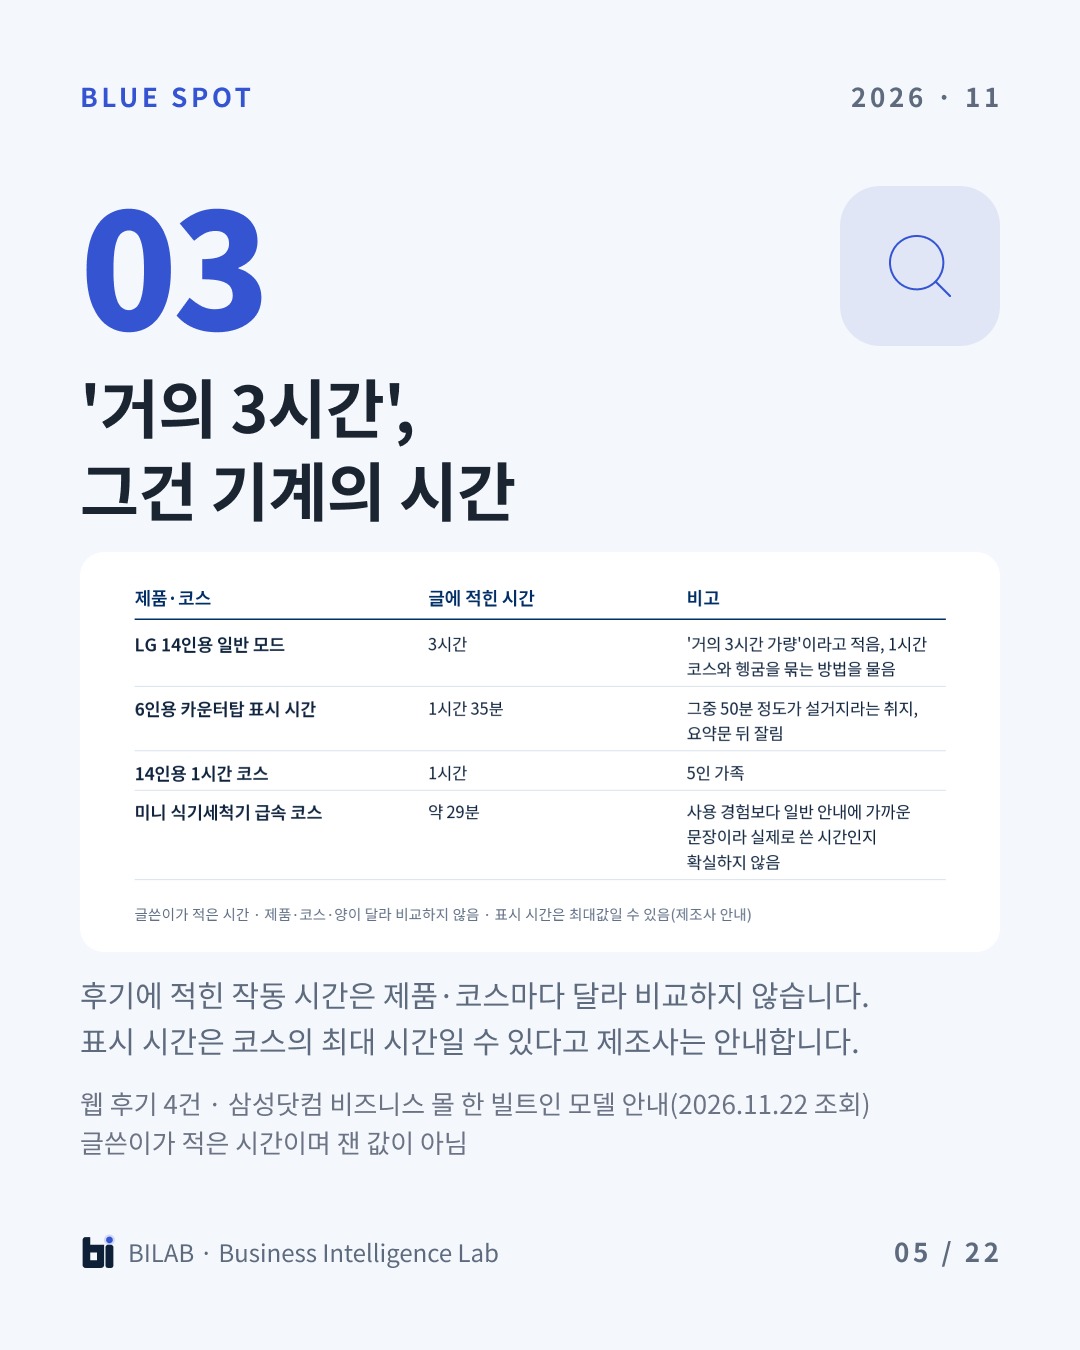 BLUE SPOT
2026 · 11
03
'거의 3시간',
그건 기계의 시간
제품·코스 글에 적힌 시간 비고
LG 14인용 일반 모드 3시간 '거의 3시간 가량'이라고 적음, 1시간
코스와 헹굼을 묶는 방법을 물음
6인용 카운터탑 표시 시간 1시간 35분 그중 50분 정도가 설거지라는 취지,
요약문 뒤 잘림
14인용 1시간 코스 1시간 5인 가족
미니 식기세척기 급속 코스 약 29분 사용 경험보다 일반 안내에 가까운
문장이라 실제로 쓴 시간인지
확실하지 않음
글쓴이가 적은 시간 · 제품·코스·양이 달라 비교하지 않음 · 표시 시간은 최대값일 수 있음(제조사 안내)
후기에 적힌 작동 시간은 제품·코스마다 달라 비교하지 않습니다.
표시 시간은 코스의 최대 시간일 수 있다고 제조사는 안내합니다.
웹 후기 4건 · 삼성닷컴 비즈니스 몰 한 빌트인 모델 안내(2026.11.22 조회)
글쓴이가 적은 시간이며 잰 값이 아님
bi BILAB · Business Intelligence Lab
05 / 22